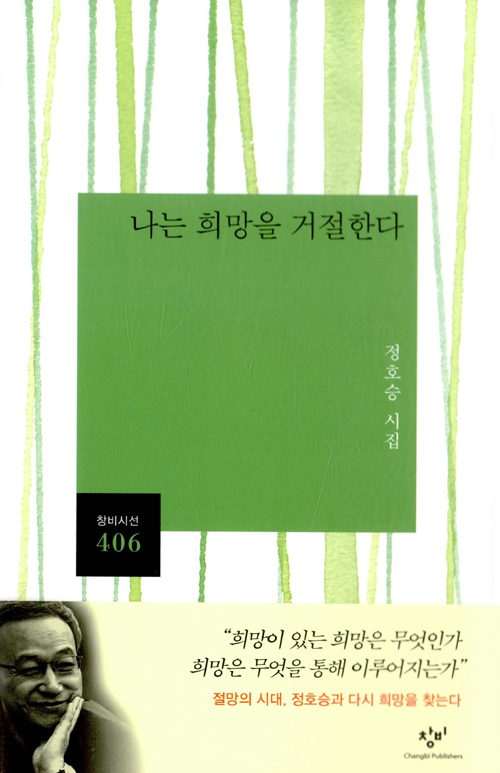 나는 희망을 거절한다
정호승 시집
창비시선
406
“희망이 있는 희망은 무엇인가
희망은 무엇을 통해 이루어지는가”
절망의 시대, 정호승과 다시 희망을 찾는다
창비
Changbi Publishers